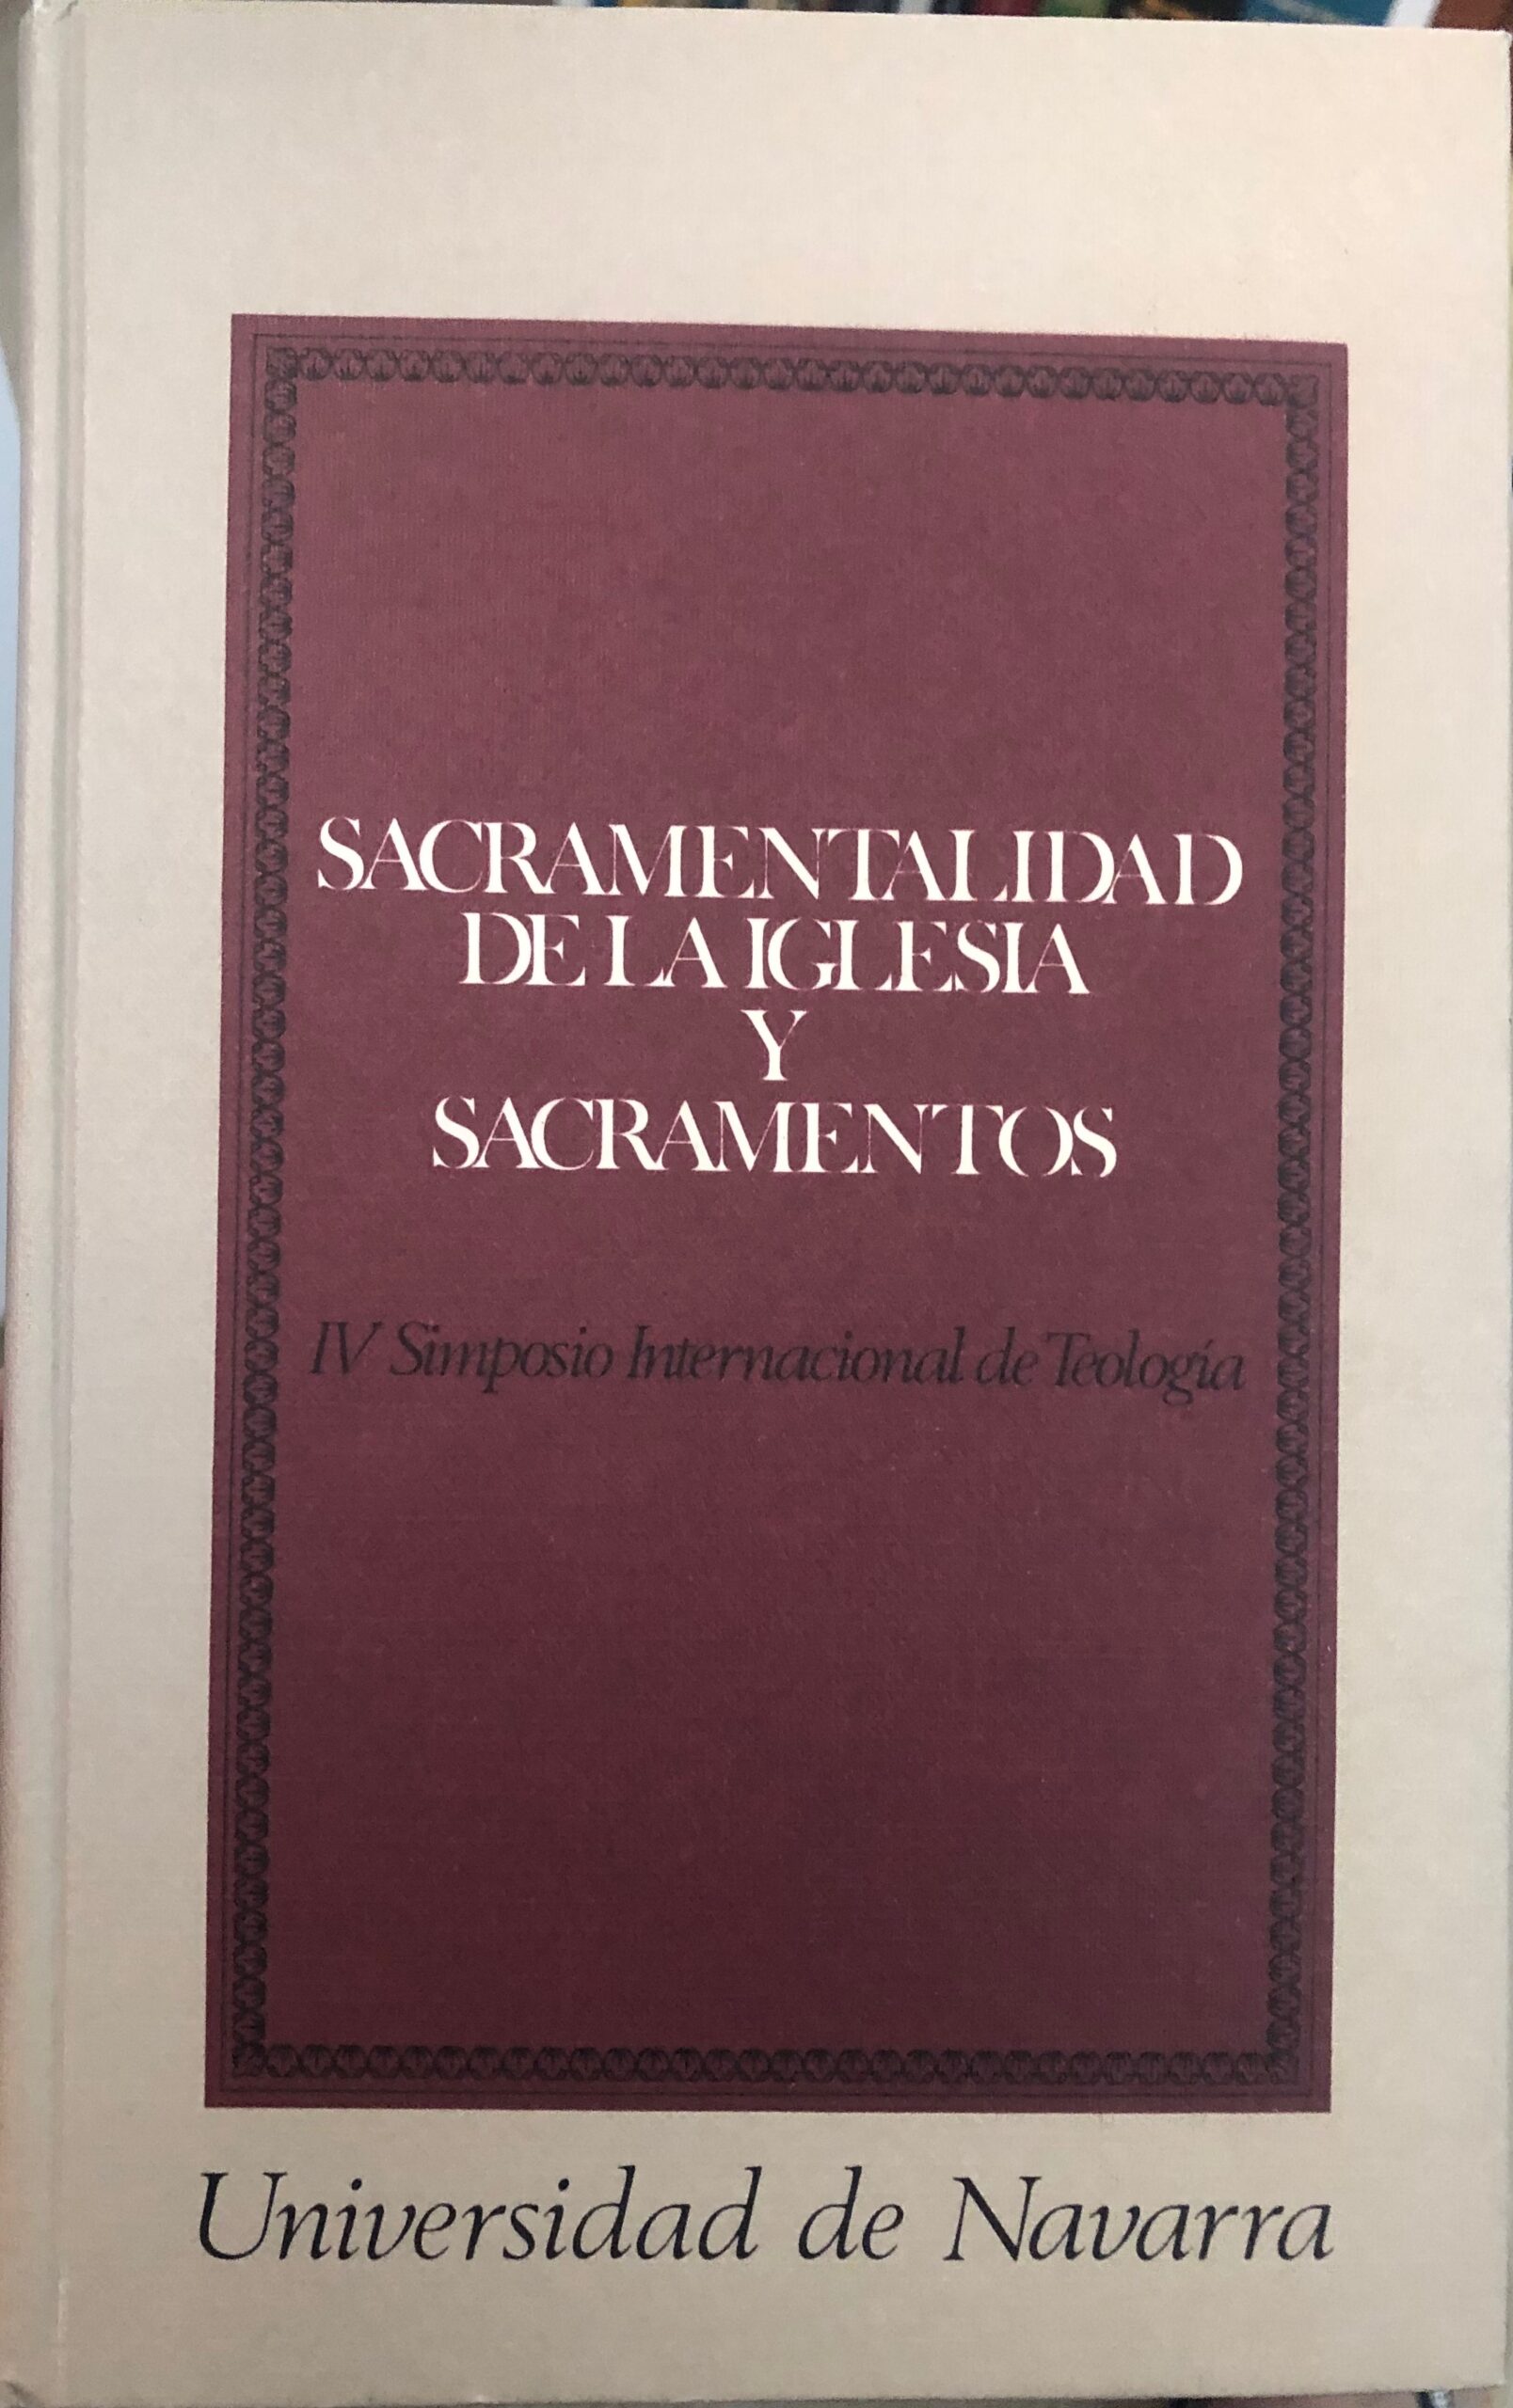 SACRAMENTALIDAD
DE LA IGLESIA
Y
SACRAMENTOS
IV Simposio Internacional de Teología
Universidad de Navarra